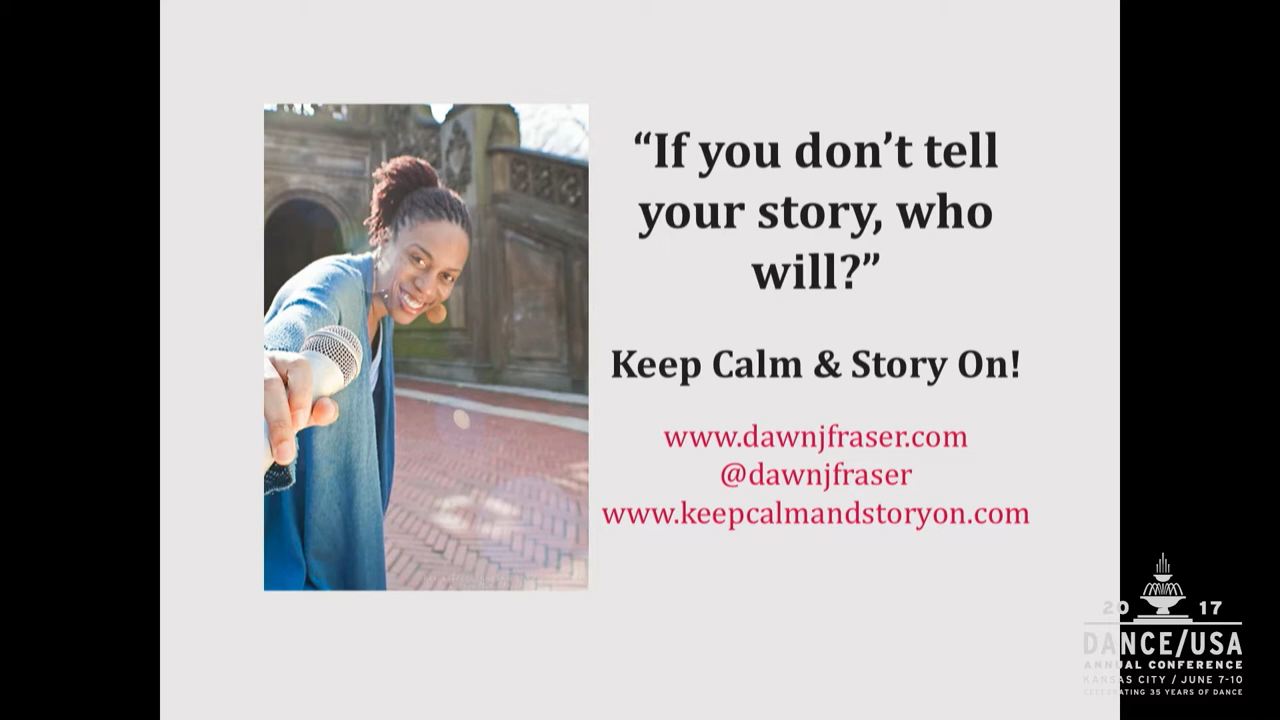 “If you don’t tell
your story, who
will?”
Keep Calm & Story On!
www.dawnjfraser.com
@dawnjfraser
www.keepcalmandstoryon.com
20 17
DANCE/USA
ANNUAL CONFERENCE
KANSAS CITY / JUNE 7-10
CELEBRATING 35 YEARS OF DANCE